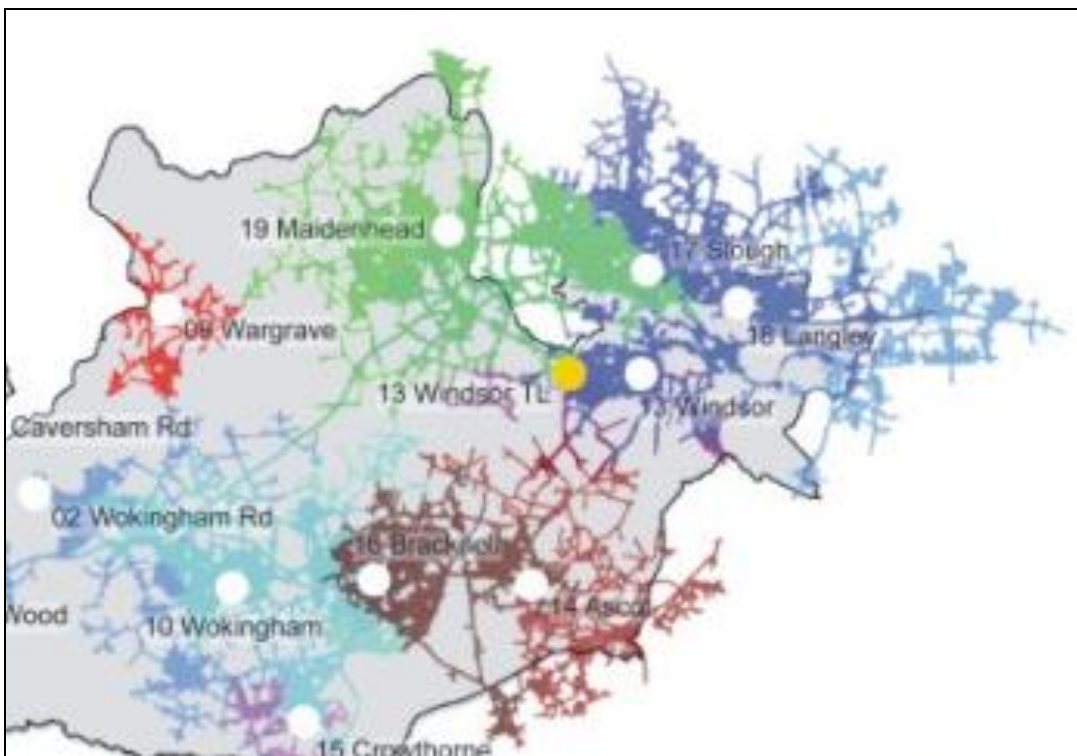 19 Maidenhead
17 Slough
09 Wargrave
18 Langley
13 Windsor TL
13 Windsor
Caversham Rd
02 Wokingham Rd
16 Bracknell
14 Ascot
Wood
10 Wokingham
15 Crowthorne